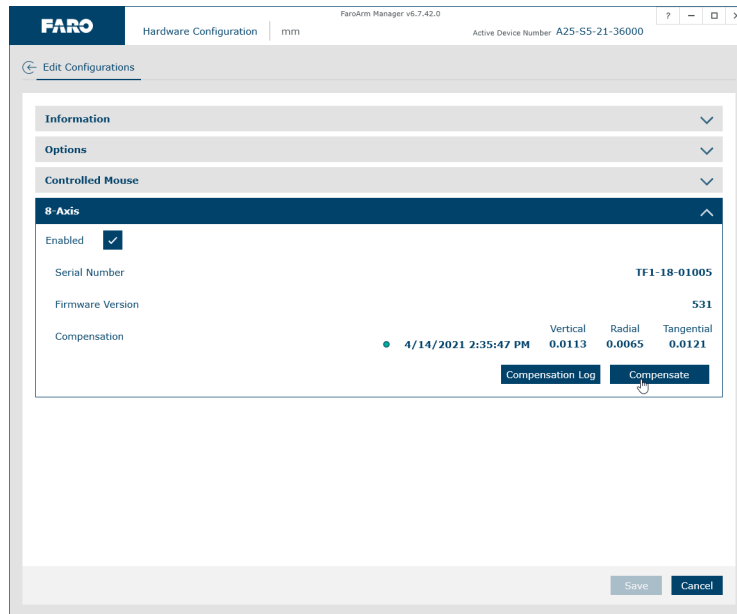 FaroArm Manager v6.7.42.0
?
FARO
Hardware Configuration mm Active Device Number A25-S5-21-36000
Edit Configurations
Information
Options
Controlled Mouse
8-Axis
Enabled
Serial Number TF1-18-01005
Firmware Version 531
Vertical Radial Tangential
Compensation 4/14/2021 2:35:47 PM 0.0113 0.0065 0.0121
Compensation Log Compensate
Save Cancel